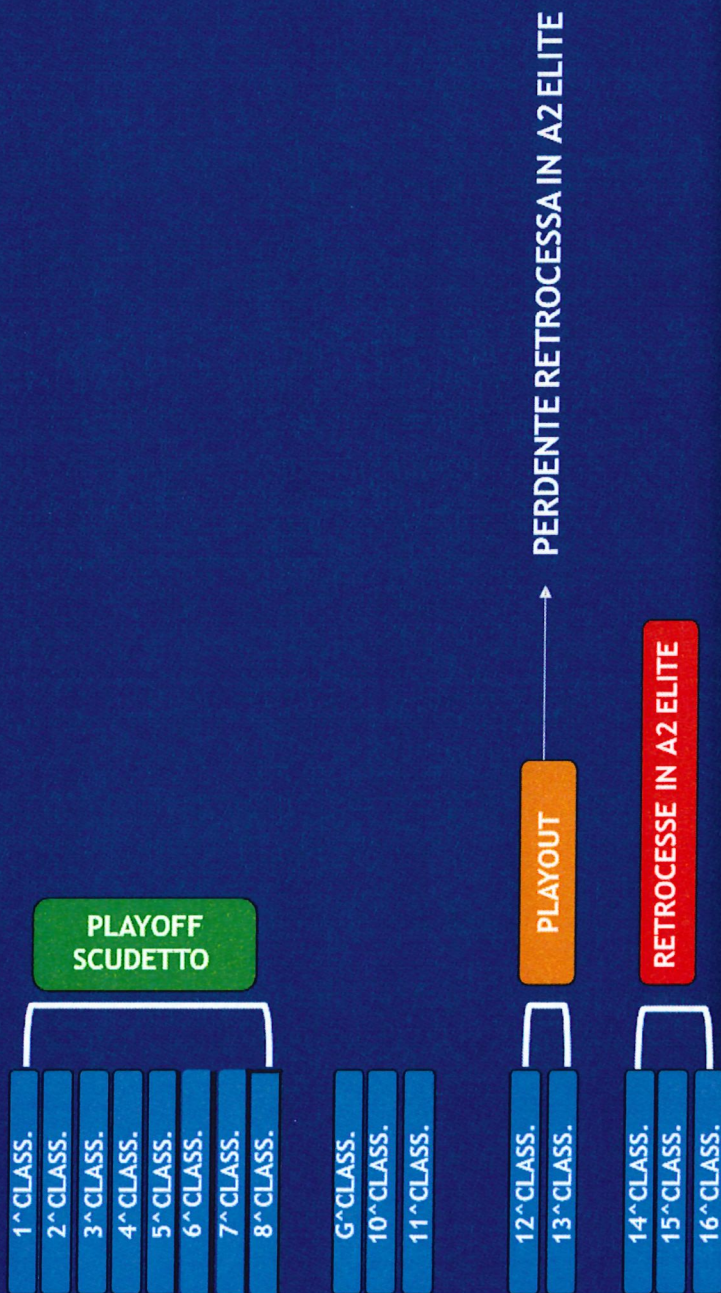 1^ CLASS.
2^ CLASS.
3^ CLASS.
4^ CLASS.
5^ CLASS.
6^ CLASS.
7^ CLASS.
8^ CLASS.
PLAYOFF
SCUDETTO
G^CLASS.
10^CLASS.
11^CLASS.
12^CLASS.
13^CLASS.
PLAYOUT
PERDENTE RETROCESSA IN A2 ELITE
14^CLASS.
15^CLASS.
16^CLASS.
RETROCESSE IN A2 ELITE